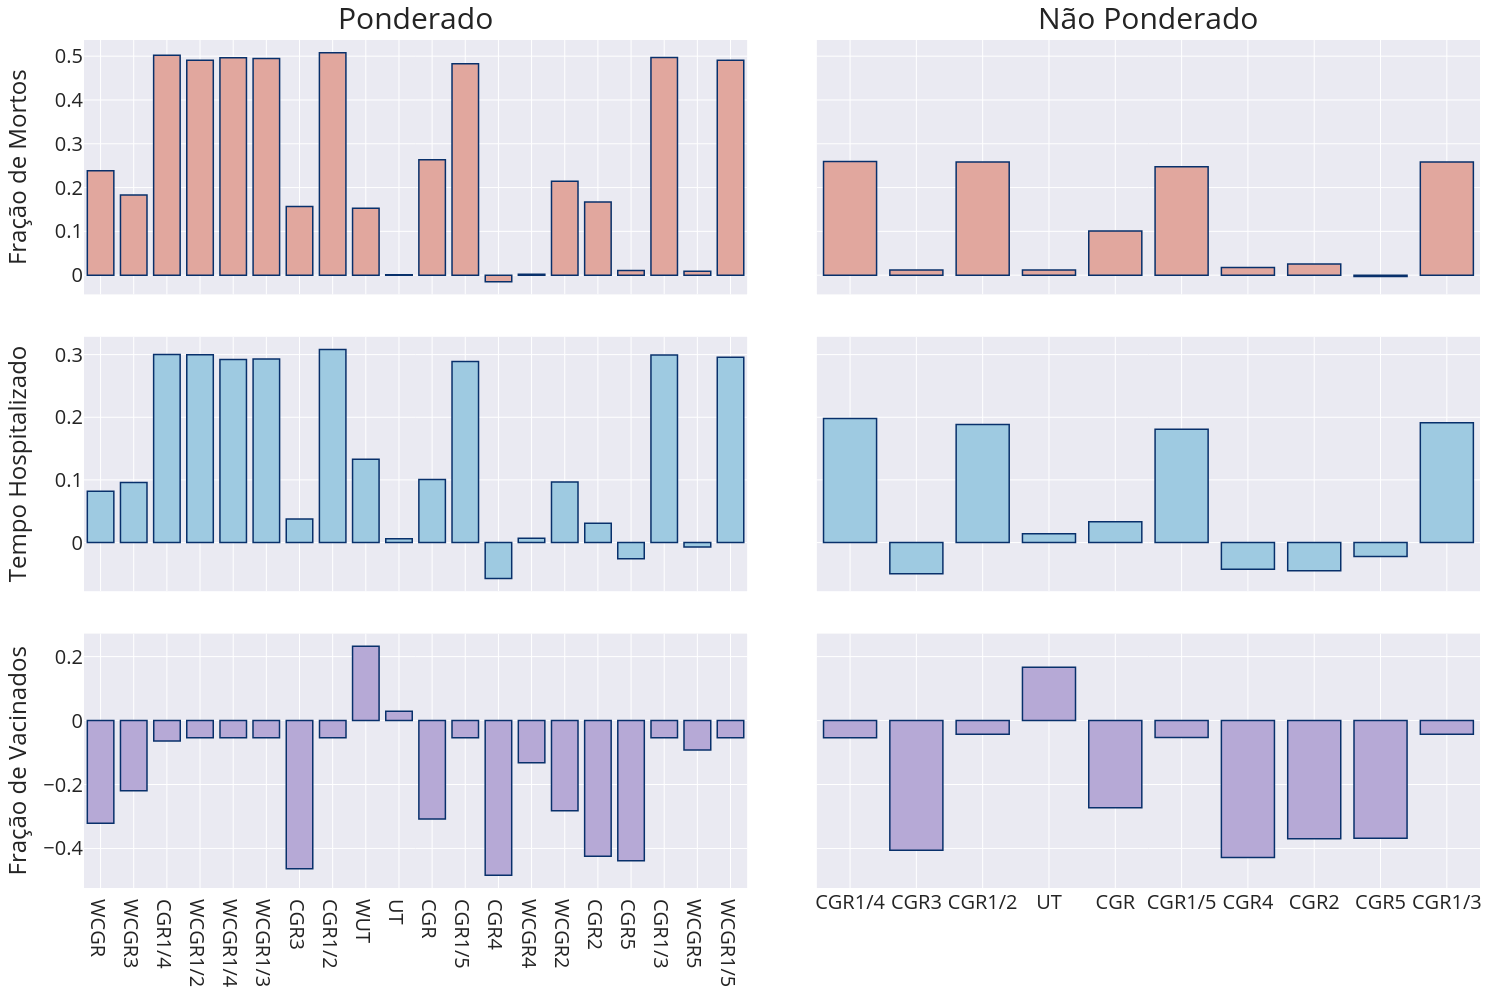 Ponderado
Não Ponderado
Fração de Mortos
0.5
0.4
0.3
0.2
0.1
0
Tempo Hospitalizado
0.3
0.2
0.1
0
Fração de Vacinados
0.2
0
−0.2
−0.4
WCGR
WCGR3
CGR1/4
WCGR1/2
WCGR1/4
WCGR1/3
CGR3
CGR1/2
WUT
UT
CGR
CGR1/5
CGR4
WCGR4
WCGR2
CGR2
CGR5
CGR1/3
WCGR5
WCGR1/5
CGR1/4 CGR3 CGR1/2 UT CGR CGR1/5 CGR4 CGR2 CGR5 CGR1/3